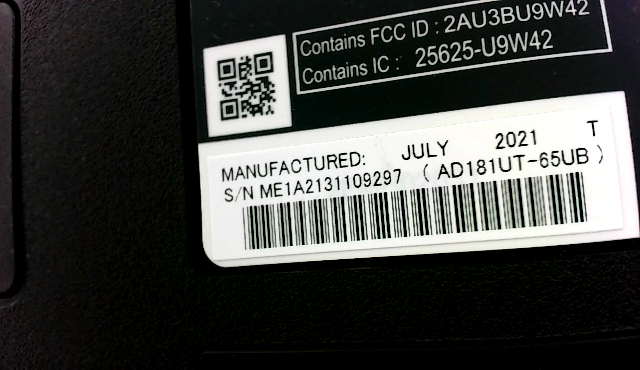 Contains FCC ID : 2AU3BU9W42
Contains IC : 25625-U9W42
MANUFACTURED: JULY 2021 T
S/N ME1A2131109297 ( AD181UT-65UB )